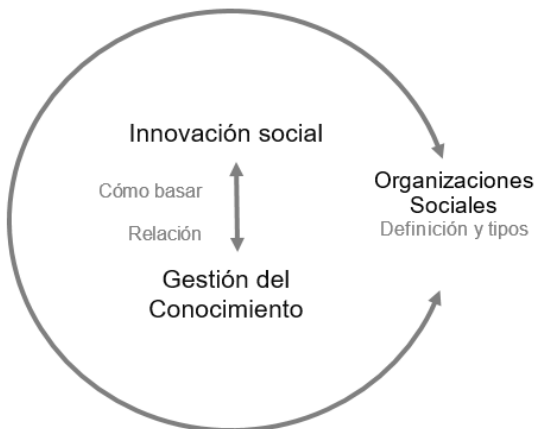 Innovación social
Cómo basar
Relación
Gestión del
Conocimiento
Organizaciones
Sociales
Definición y tipos